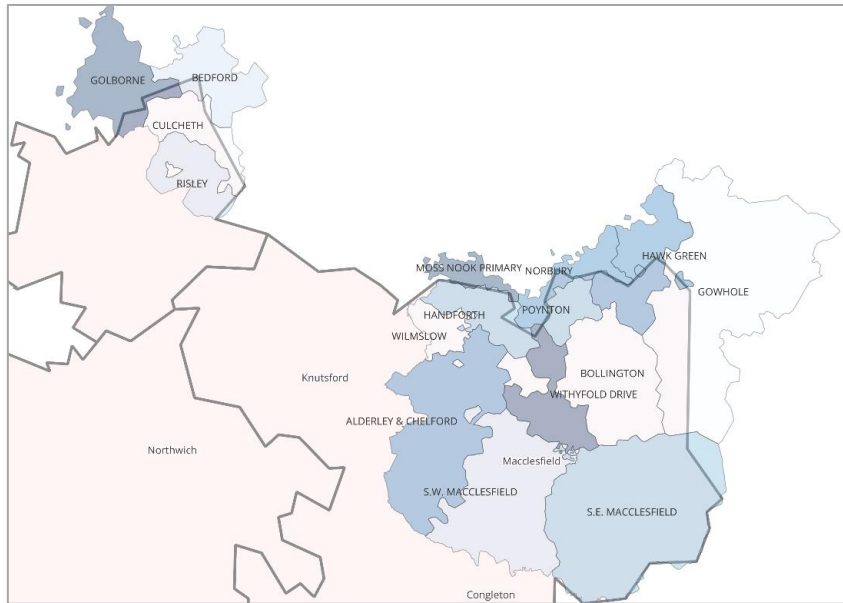 GOLBORNE
BEDFORD
CULCHETH
RISLEY
MOSS NOOK PRIMARY
NORBURY
HAWK GREEN
GOWHOLE
HANDFORTH
POYNTON
WILMSLOW
BOLLINGTON
Knutsford
WITHYFOLD DRIVE
ALDERLEY & CHELFORD
Northwich
Macclesfield
S.W. MACCLESFIELD
S.E. MACCLESFIELD
Congleton